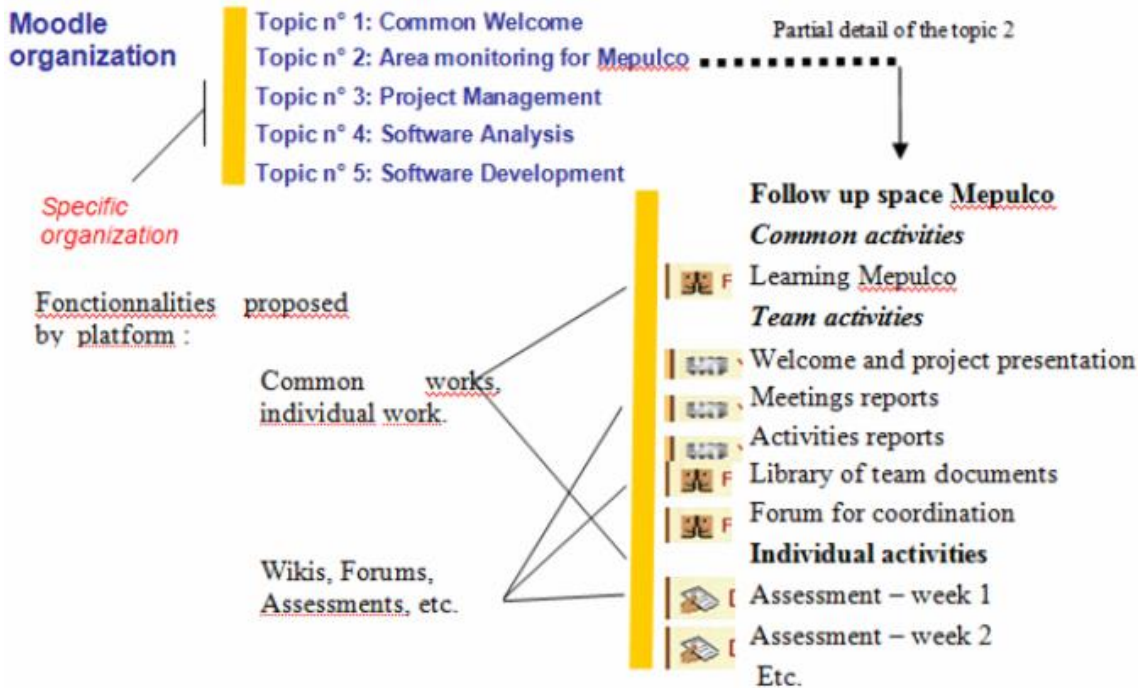 Moodle
organization
Topic n° 1: Common Welcome
Topic n° 2: Area monitoring for Mepulco
Topic n° 3: Project Management
Topic n° 4: Software Analysis
Topic n° 5: Software Development
Partial detail of the topic 2
Specific
organization
Fonctionnalities proposed
by platform :
Common works,
individual work.
Wikis, Forums,
Assessments, etc.
Follow up space Mepulco
Common activities
F Learning Mepulco
Team activities
Welcome and project presentation
Meetings reports
Activities reports
F Library of team documents
F Forum for coordination
Individual activities
Assessment – week 1
Assessment – week 2
Etc.